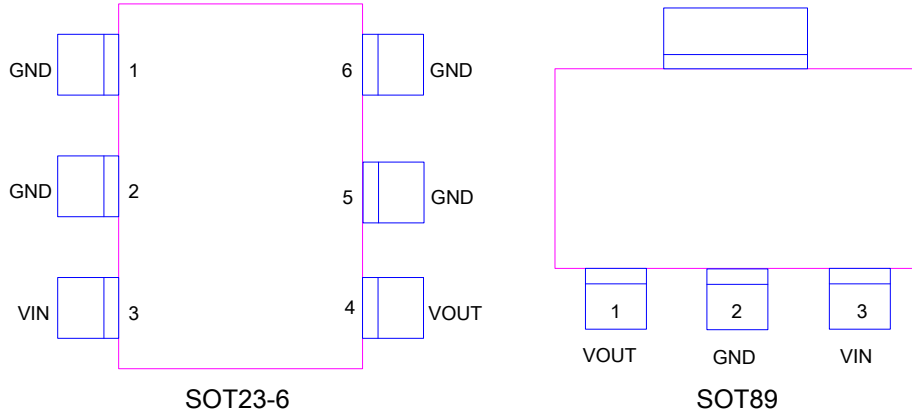 GND 1 6 GND
GND 2 5 GND
VIN 3 4 VOUT
SOT23-6
1 2 3
VOUT GND VIN
SOT89